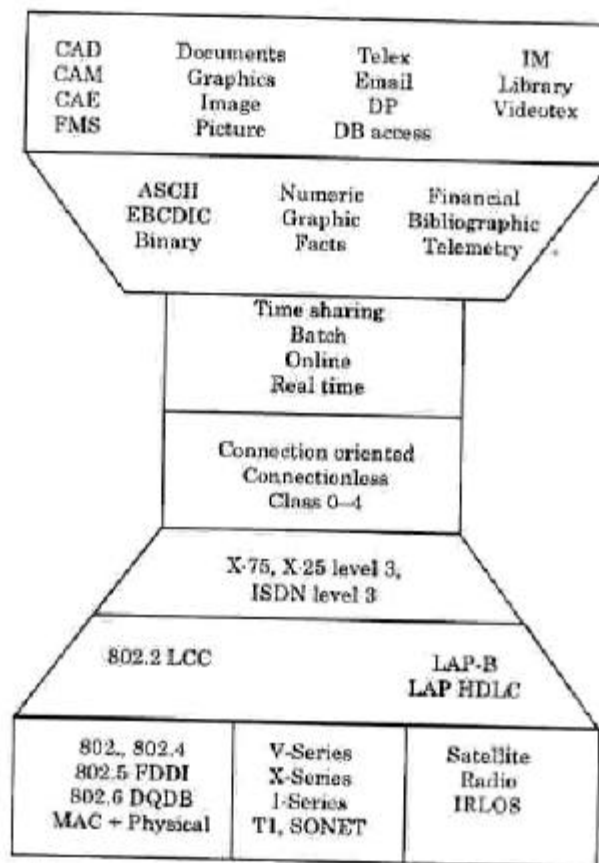 CAD Documents Telex IM
CAM Graphics Email Library
CAE Image DP Videotex
FMS Picture DB access
ASCII Numeric Financial
EBCDIC Graphic Bibliographic
Binary Facts Telemetry
Time sharing
Batch
Online
Real time
Connection oriented
Connectionless
Class 0–4
X-75, X-25 level 3,
ISDN level 3
802.2 LCC LAP-B
LAP HDLC
802., 802.4 V-Series Satellite
802.5 FDDI X-Series Radio
802.6 DQDB I-Series IRLOS
MAC + Physical TI, SONET